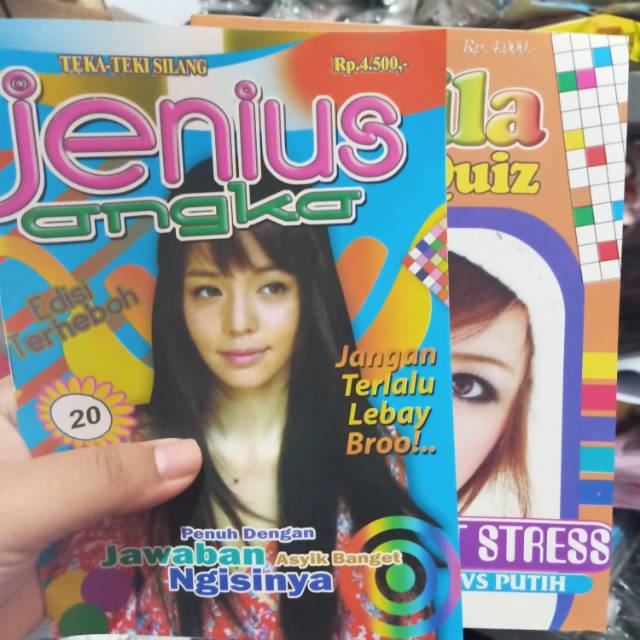 TEKA-TEKI SILANG
Rp.4.500,-
jenius
angka
Edisi
Terheboh
20
Jangan
Terlalu
Lebay
Broo!..
Penuh Dengan
Jawaban Asyik Banget
Ngisinya
Rp. 4.000,-
Quiz
STRESS
VS PUTIH